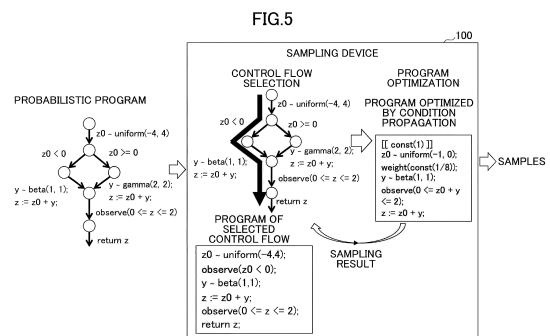 FIG.5
100
SAMPLING DEVICE
PROBABILISTIC PROGRAM
z0 ~ uniform(-4, 4)
z0 < 0
z0 >= 0
y ~ beta(1, 1);
z := z0 + y;
y ~ gamma(2, 2);
z := z0 + y;
observe(0 <= z <= 2)
return z
CONTROL FLOW
SELECTION
z0 ~ uniform(-4, 4)
z0 < 0
z0 >= 0
y ~ beta(1, 1);
z := z0 + y;
y ~ gamma(2, 2);
z := z0 + y;
observe(0 <= z <= 2)
return z
PROGRAM OF
SELECTED
CONTROL FLOW
z0 ~ uniform(-4,4);
observe(z0 < 0);
y ~ beta(1,1);
z := z0 + y;
observe(0 <= z <= 2);
return z;
PROGRAM
OPTIMIZATION
PROGRAM OPTIMIZED
BY CONDITION
PROPAGATION
[[ const(1) ]]
z0 ~ uniform(-1, 0);
weight(const(1/8));
y ~ beta(1, 1);
observe(0 <= z0 + y
<= 2);
z := z0 + y;
SAMPLING
RESULT
SAMPLES